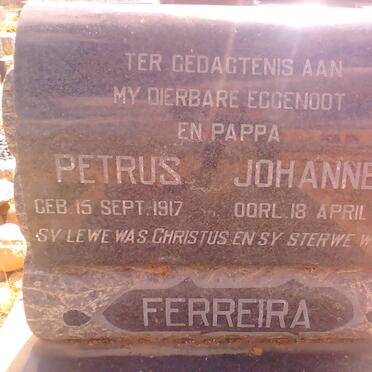 TER GEDAGTENIS AAN
MY DIERBARE EGGENOOT
EN PAPPA
PETRUS JOHANNE
GEB. 15 SEPT. 1917 OORL. 18 APRIL
SY LEWE WAS CHRISTUS EN SY STERWE W
FERREIRA